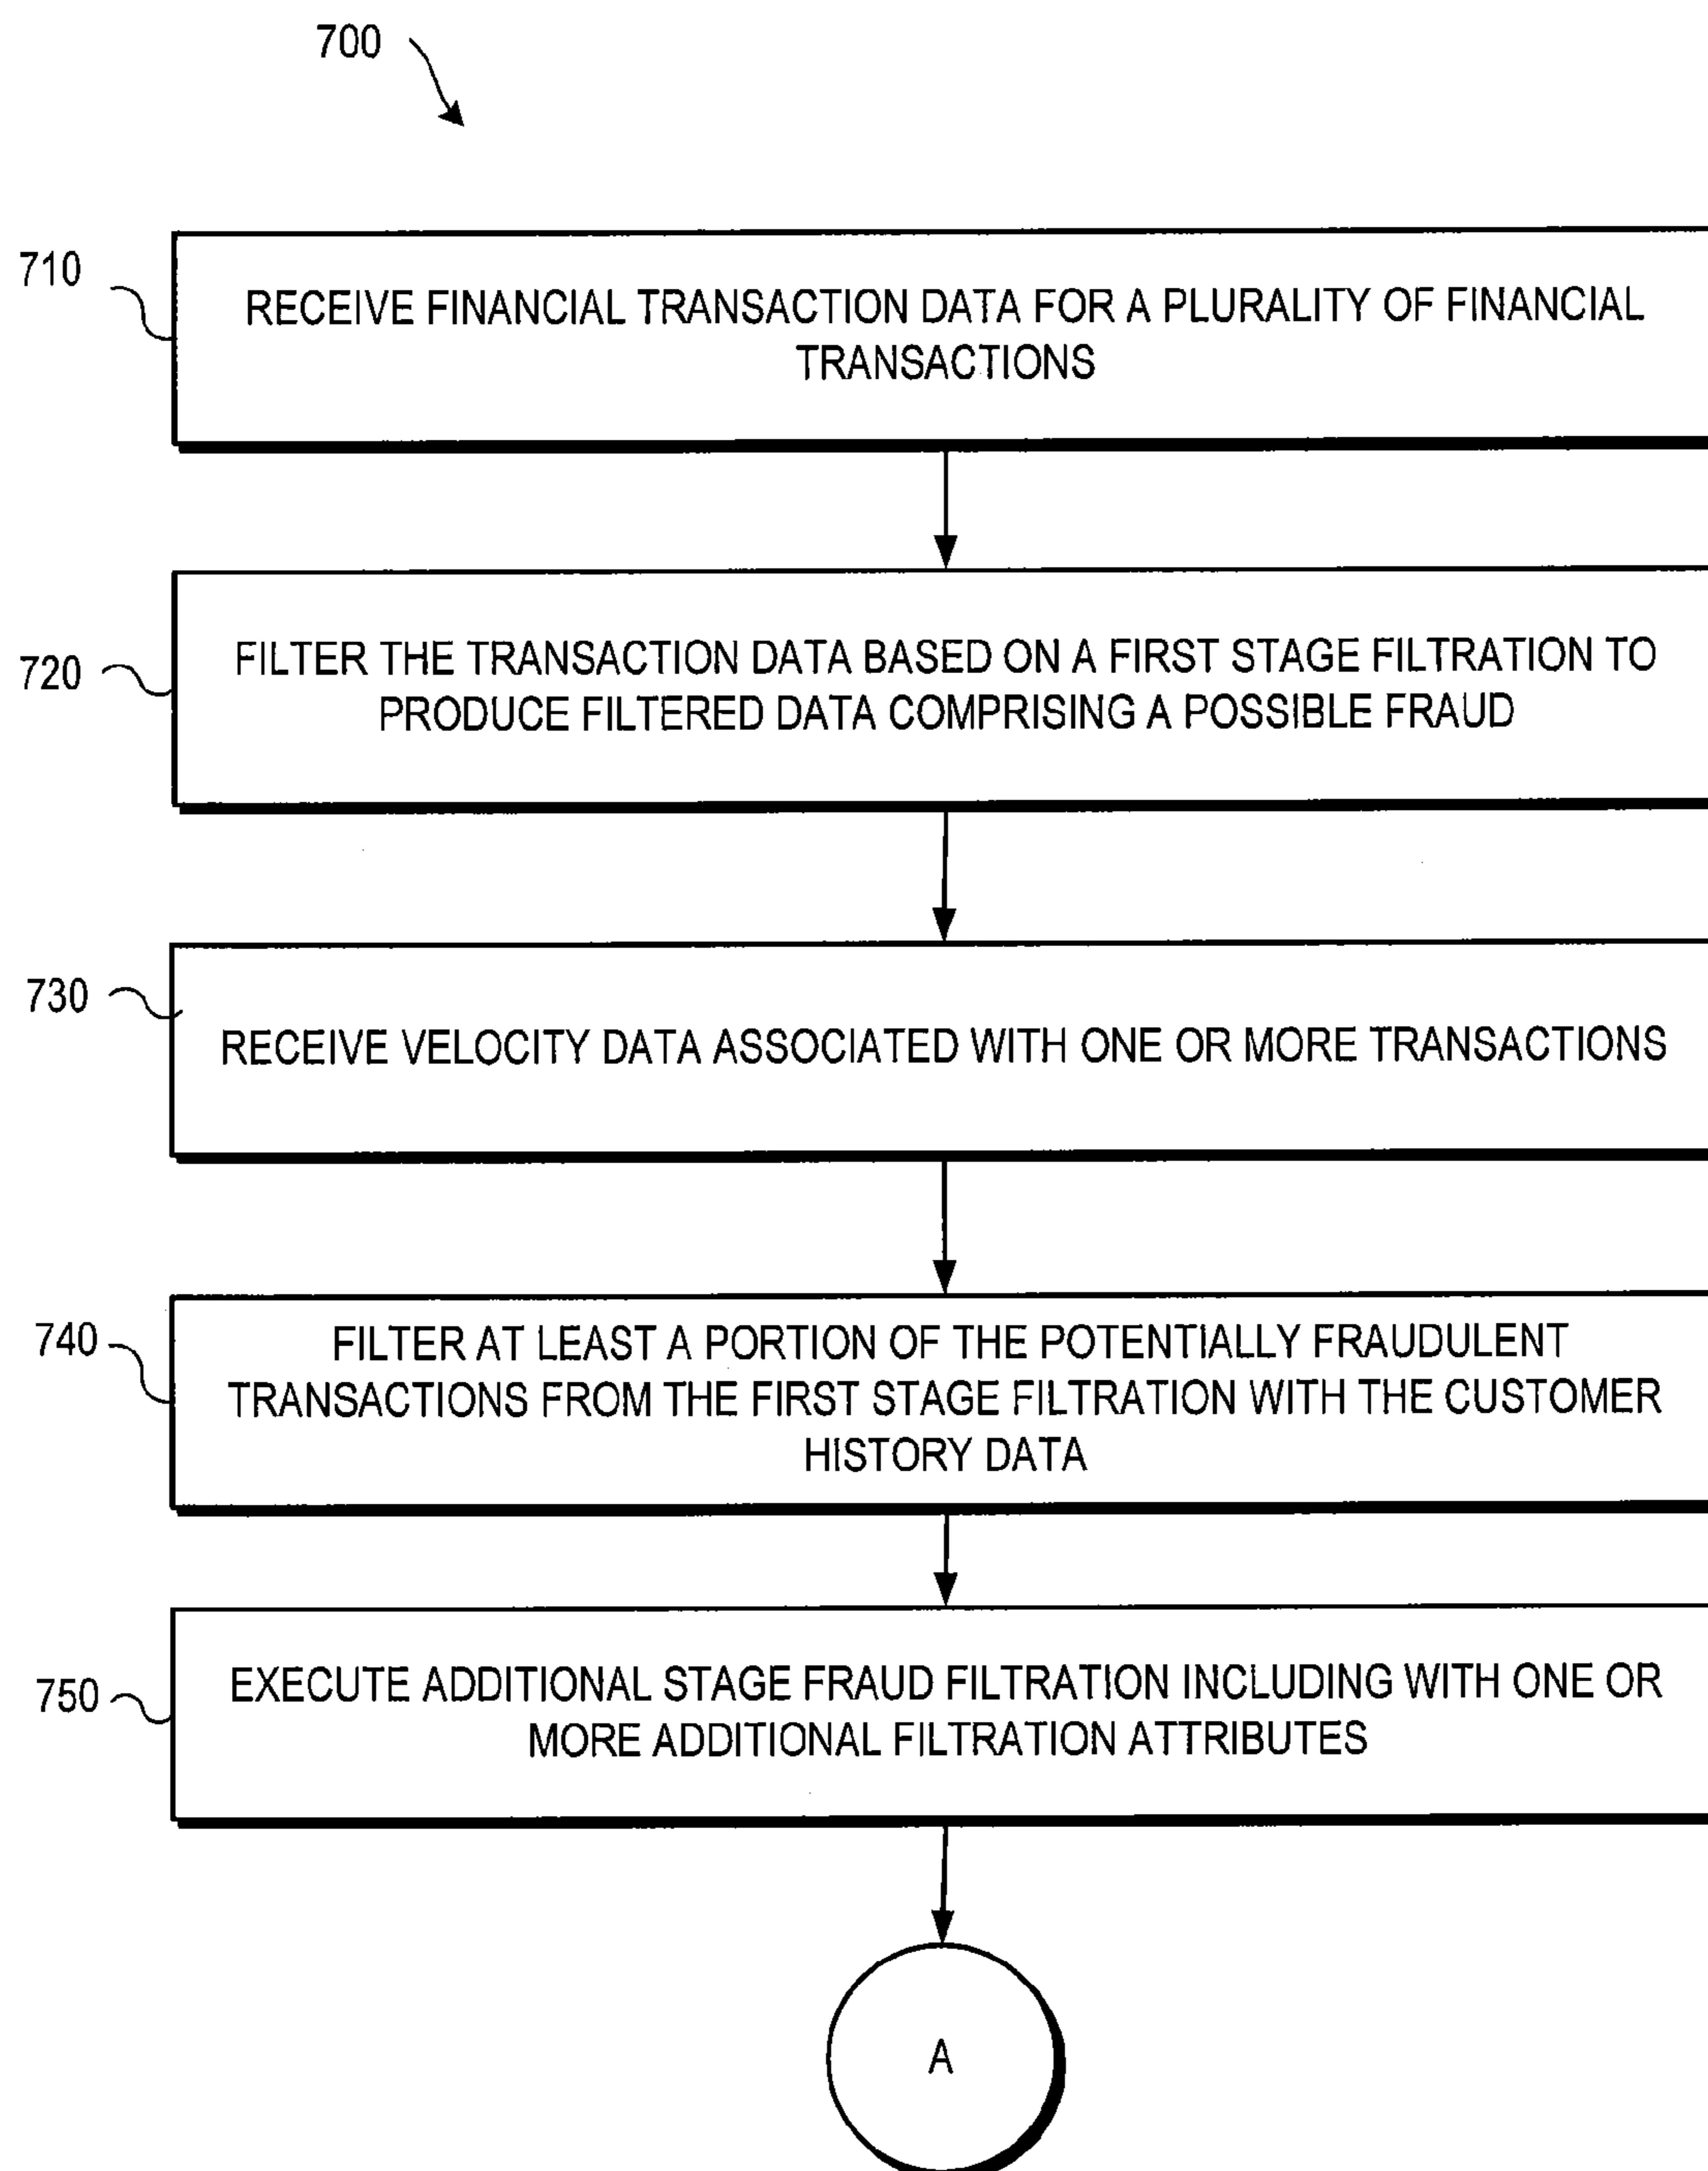 700
710
RECEIVE FINANCIAL TRANSACTION DATA FOR A PLURALITY OF FINANCIAL
TRANSACTIONS
720
FILTER THE TRANSACTION DATA BASED ON A FIRST STAGE FILTRATION TO
PRODUCE FILTERED DATA COMPRISING A POSSIBLE FRAUD
730
RECEIVE VELOCITY DATA ASSOCIATED WITH ONE OR MORE TRANSACTIONS
740
FILTER AT LEAST A PORTION OF THE POTENTIALLY FRAUDULENT
TRANSACTIONS FROM THE FIRST STAGE FILTRATION WITH THE CUSTOMER
HISTORY DATA
750
EXECUTE ADDITIONAL STAGE FRAUD FILTRATION INCLUDING WITH ONE OR
MORE ADDITIONAL FILTRATION ATTRIBUTES
A